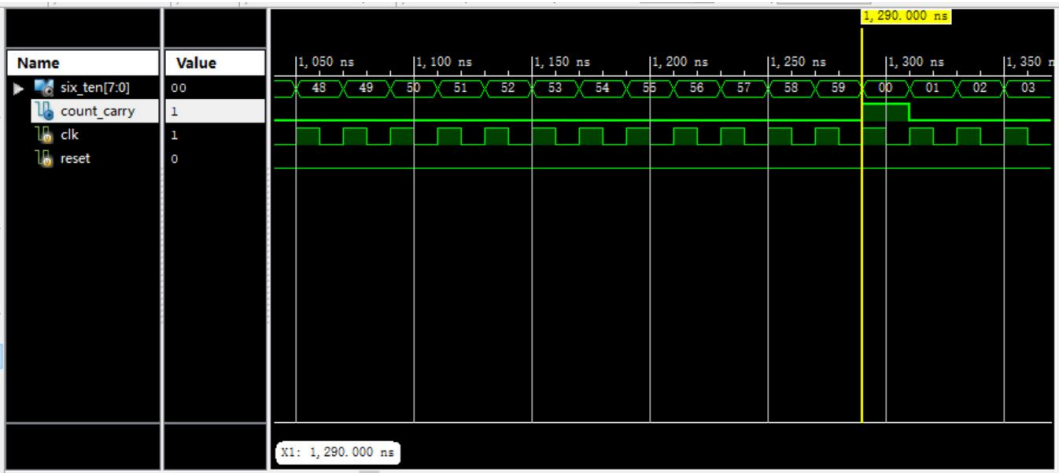 1,290.000 ns
Name Value
1,050 ns 1,100 ns 1,150 ns 1,200 ns 1,250 ns 1,300 ns 1,350 n
six_ten[7:0] 00 48 49 50 51 52 53 54 55 56 57 58 59 00 01 02 03
count_carry 1
clk 1
reset 0
X1: 1,290.000 ns